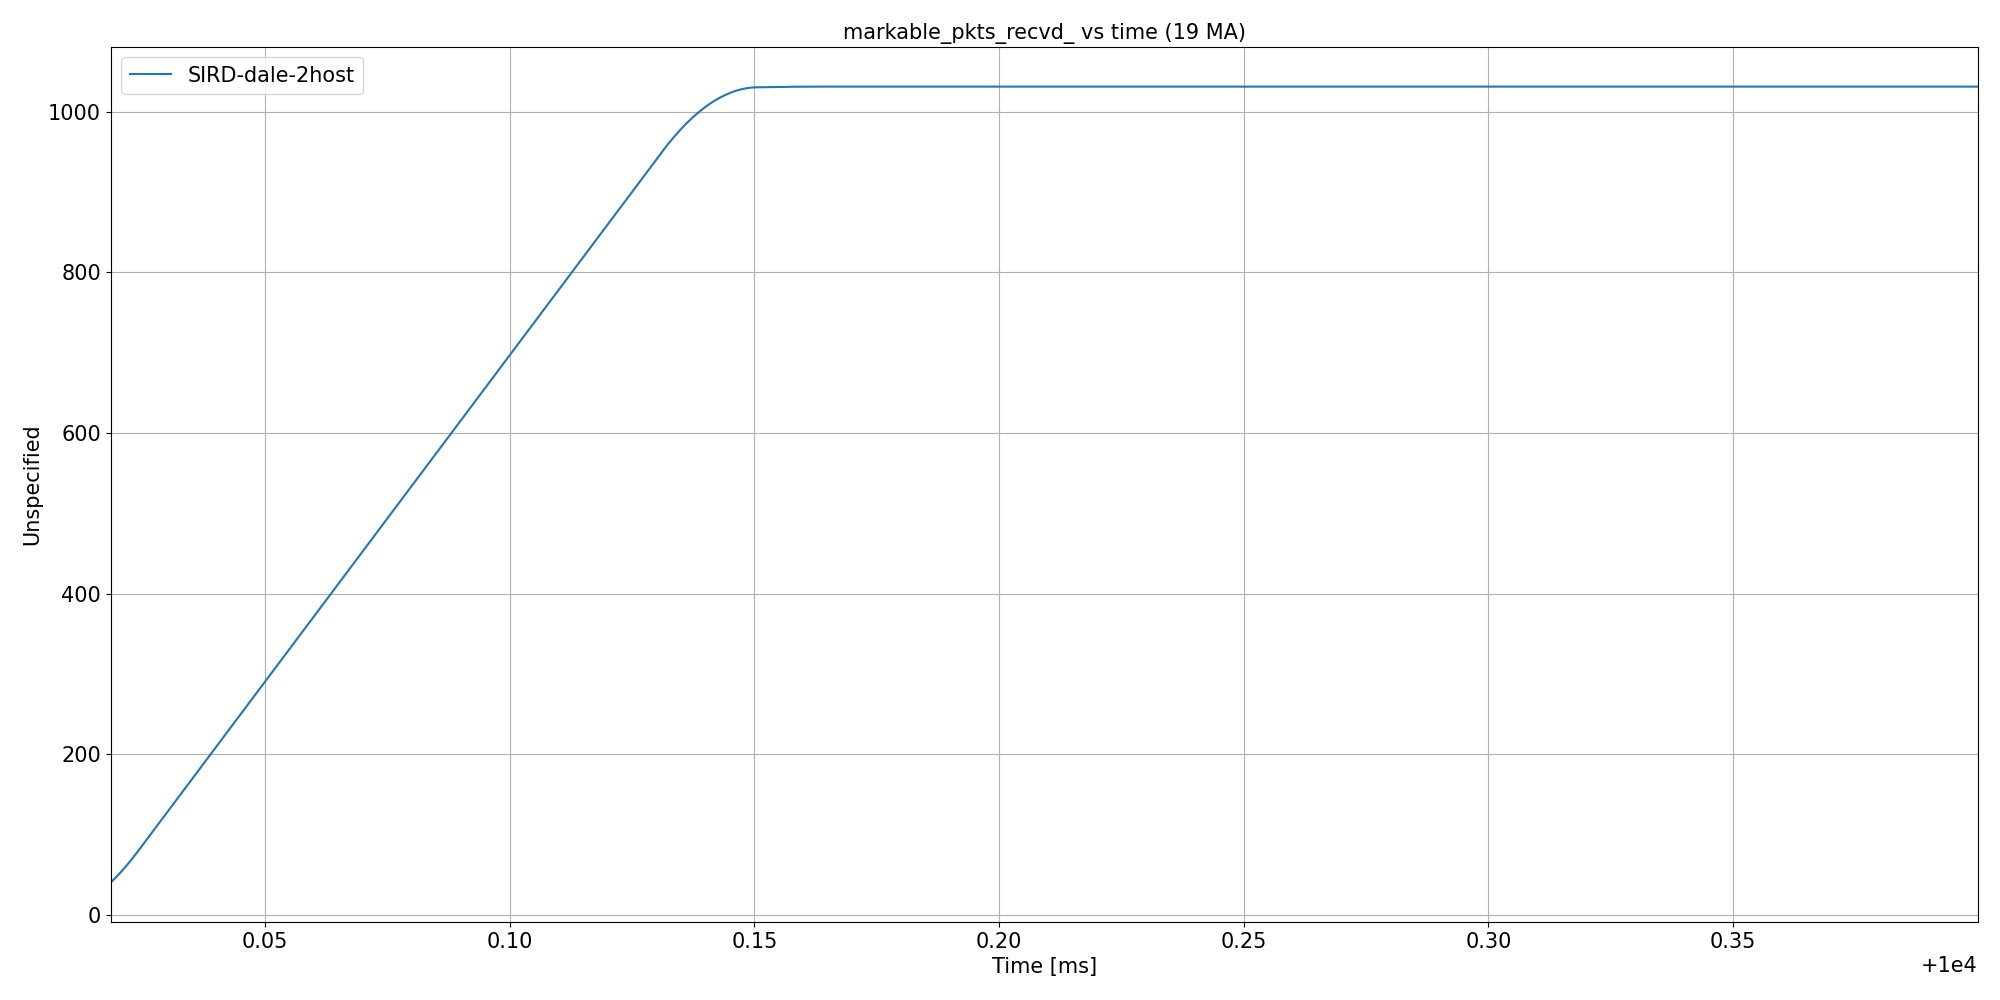 markable_pkts_recvd_ vs time (19 MA)
SIRD-dale-2host
1000
800
600
400
200
0
Unspecified
0.05 0.10 0.15 0.20 0.25 0.30 0.35
Time [ms]
+1e4